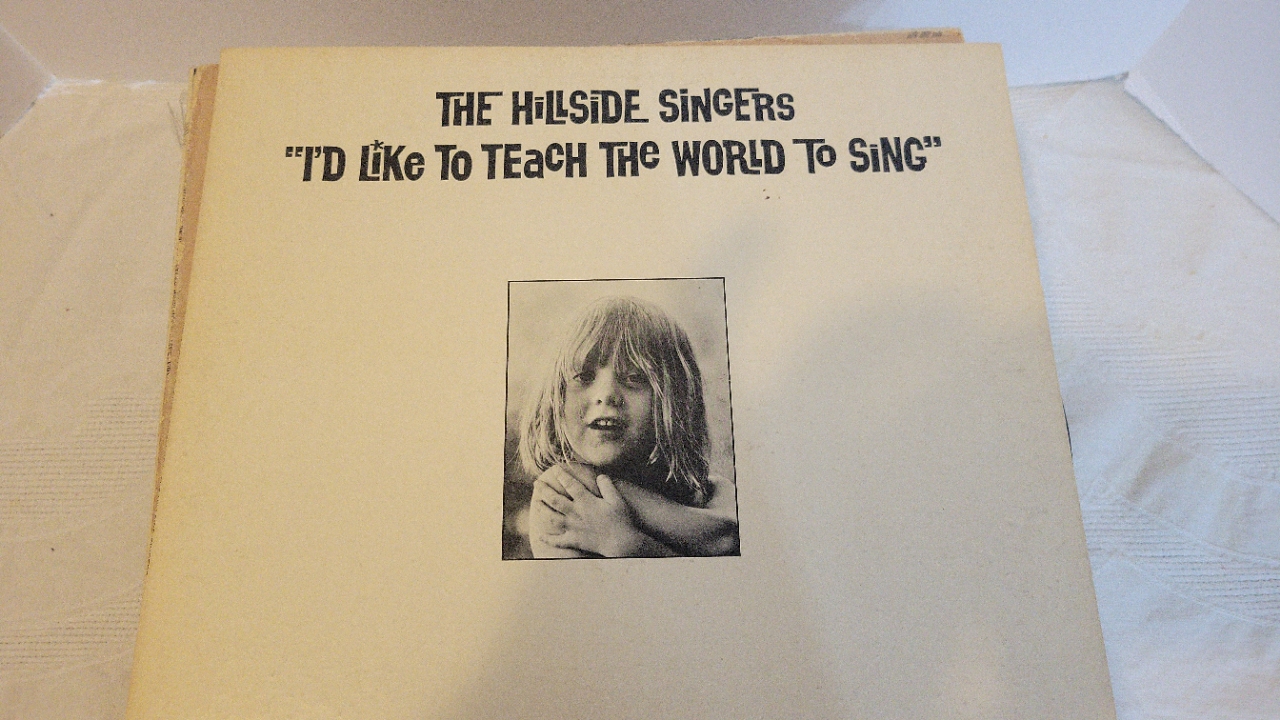 THE HiLLSiDE SiNGERS
“I’D LiKe TO TEacH THe WORLD TO SiNG”